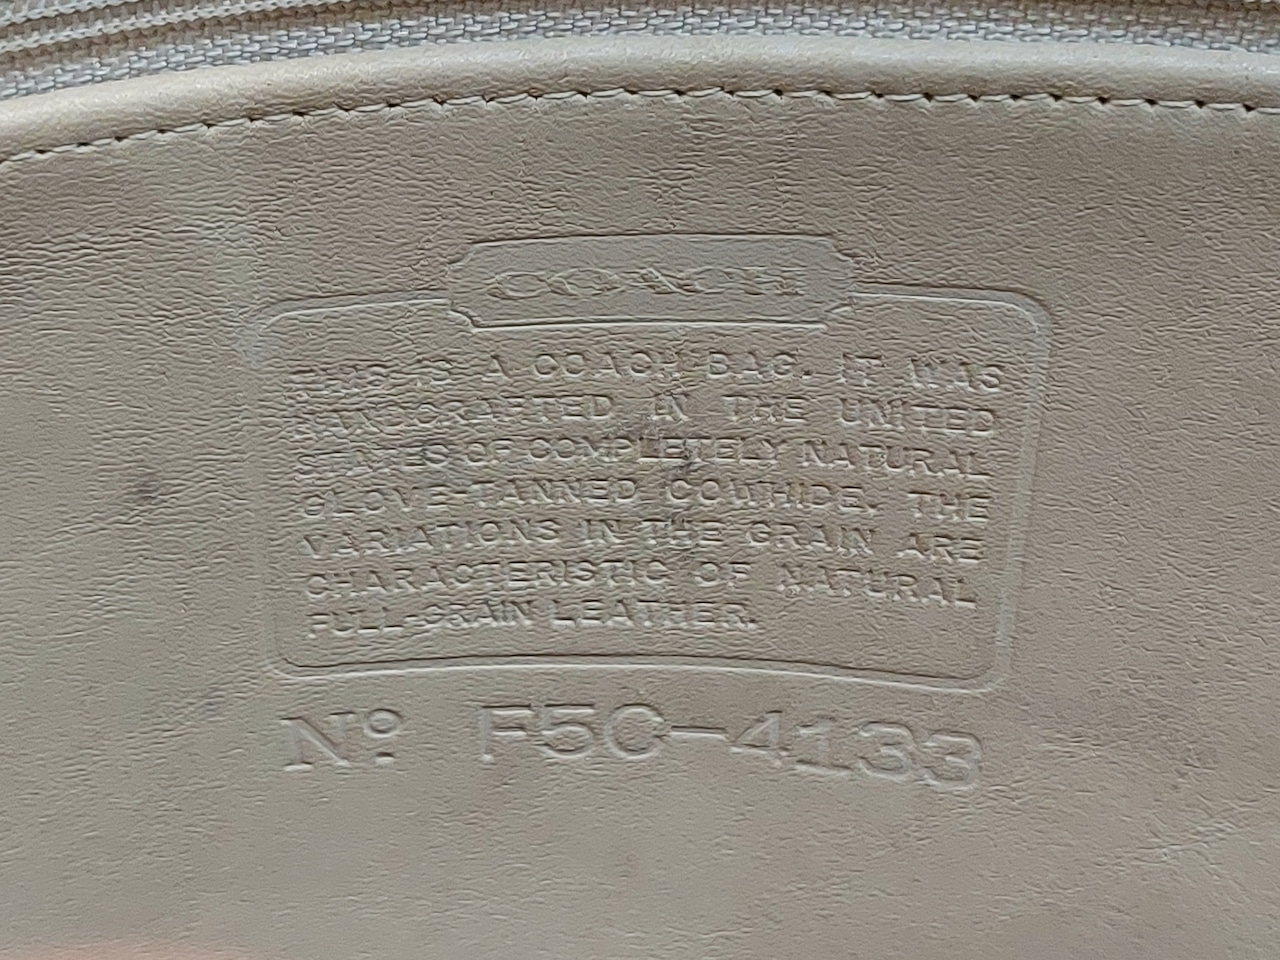 COACH
THIS IS A COACH BAG. IT WAS
HANDCRAFTED IN THE UNITED
STATES OF COMPLETELY NATURAL
GLOVE-TANNED COWHIDE. THE
VARIATIONS IN THE GRAIN ARE
CHARACTERISTIC OF NATURAL
FULL-GRAIN LEATHER.
Nº F5C-4133